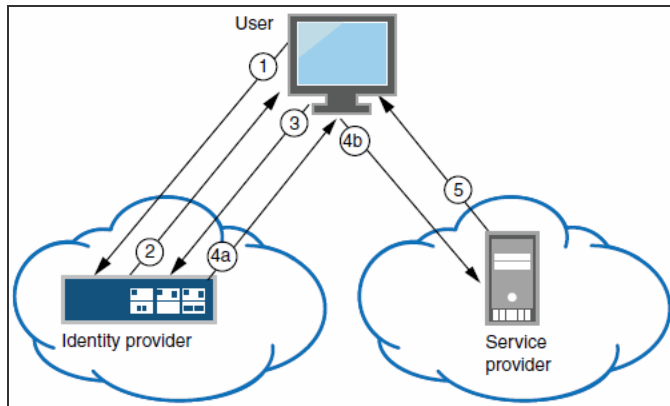 User
1
3
4b
5
2
4a
Identity provider
Service
provider